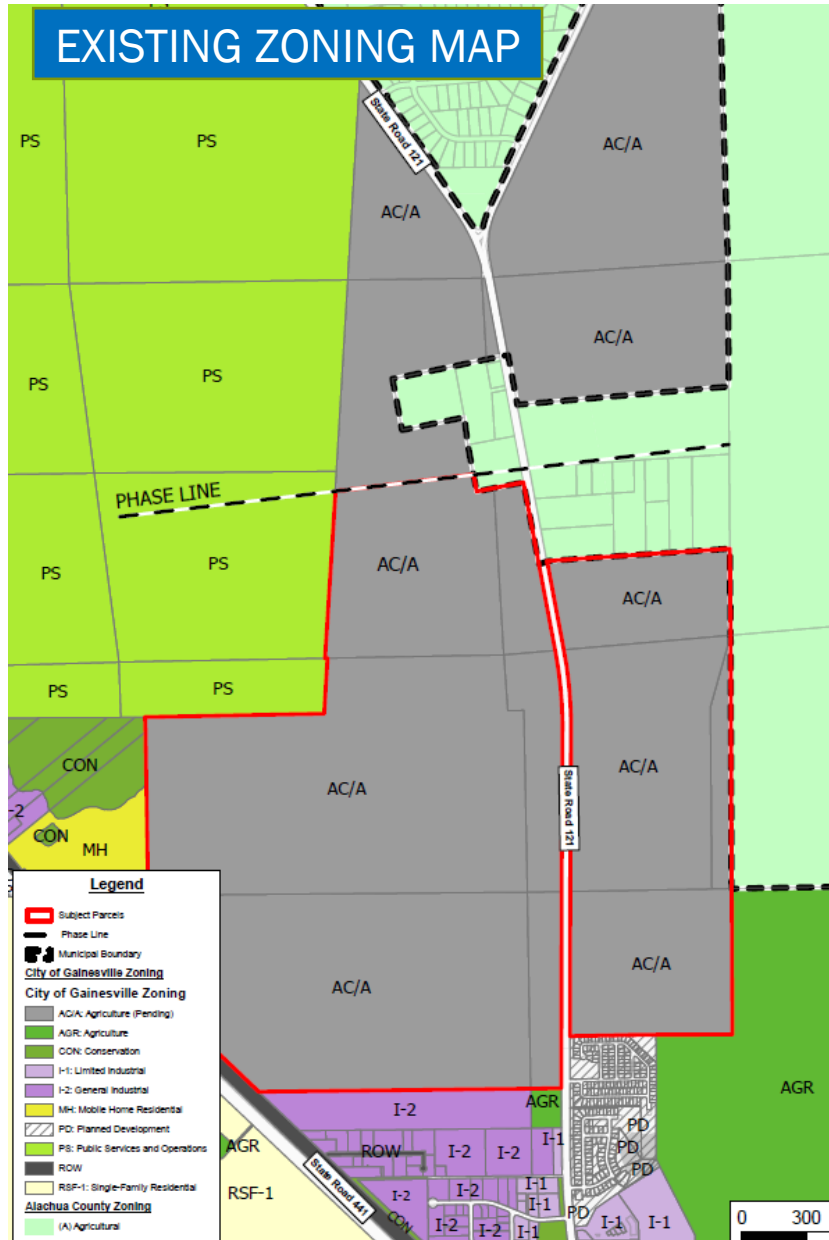 EXISTING ZONING MAP
State Road 121
PS
PS
AC/A
AC/A
AC/A
PS
PS
PHASE LINE
AC/A
PS
PS
AC/A
PS
PS
CON
-2
CON
MH
AC/A
State Road 121
AC/A
AC/A
AC/A
Legend
Subject Parcels
Phase Line
Municipal Boundary
City of Gainesville Zoning
City of Gainesville Zoning
AC/A: Agriculture (Pending)
AGR: Agriculture
CON: Conservation
I-1: Limited Industrial
I-2: General Industrial
MH: Mobile Home Residential
PD: Planned Development
PS: Public Services and Operations
ROW
RSF-1: Single-Family Residential
Alachua County Zoning
(A) Agricultural
I-2
AGR
AGR
AGR
ROW
I-2
I-2
I-1
PD
PD
PD
RSF-1
State Road 441
I-2
CON
I-2
I-2
I-2
I-1
I-1
I-1
PD
I-1
I-1
0 300